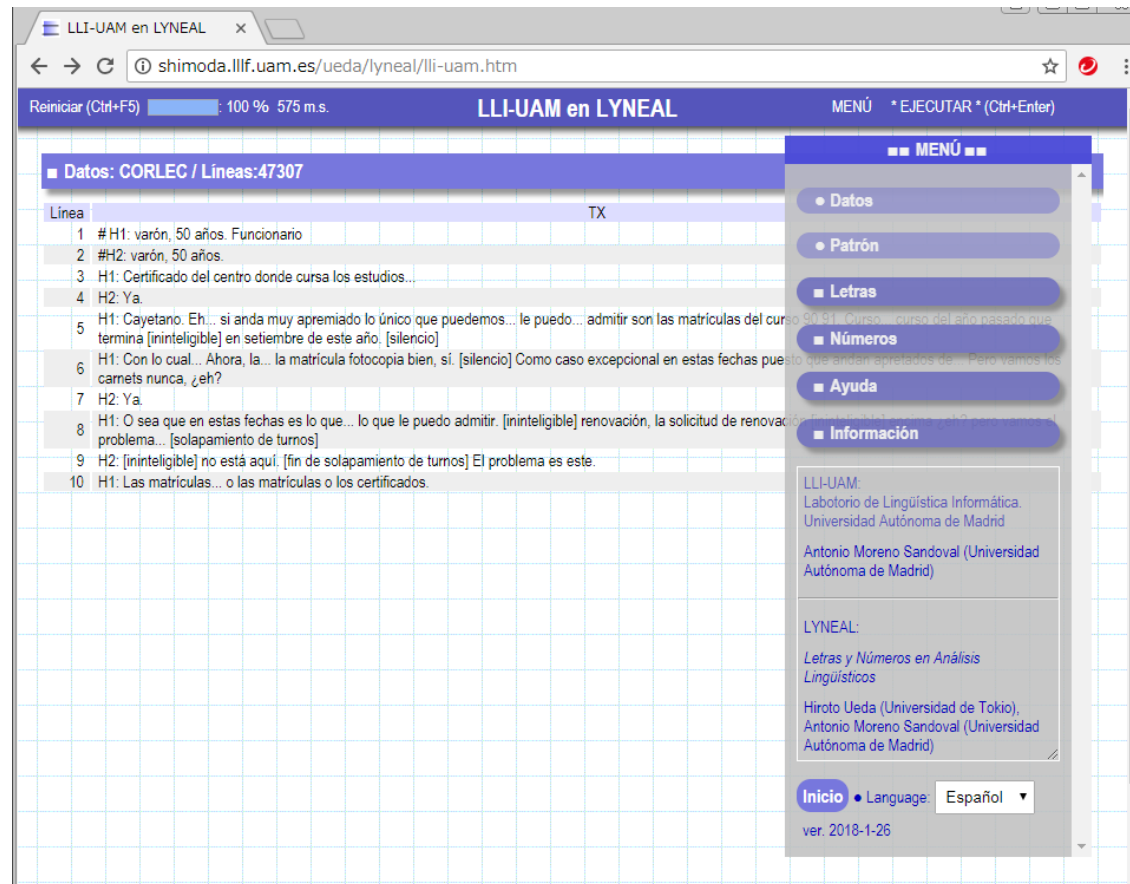 LLI-UAM en LYNEAL
shimoda.lllf.uam.es/ueda/lyneal/lli-uam.htm
Reiniciar (Ctrl+F5) : 100 % 575 m.s.
LLI-UAM en LYNEAL
MENÚ * EJECUTAR * (Ctrl+Enter)
■ Datos: CORLEC / Líneas:47307
Línea TX
1 # H1: varón, 50 años. Funcionario
2 #H2: varón, 50 años.
3 H1: Certificado del centro donde cursa los estudios...
4 H2: Ya.
5 H1: Cayetano. Eh... si anda muy apremiado lo único que puedemos... le puedo... admitir son las matrículas del curso 90,91. Curso... curso del año pasado que
termina [ininteligible] en setiembre de este año. [silencio]
6 H1: Con lo cual... Ahora, la... la matrícula fotocopia bien, sí. [silencio] Como caso excepcional en estas fechas puesto que andan apretados de... Pero vamos los
carnets nunca, ¿eh?
7 H2: Ya.
8 H1: O sea que en estas fechas es lo que... lo que le puedo admitir. [ininteligible] renovación, la solicitud de renovación [ininteligible] encima ¿eh? pero vamos el
problema... [solapamiento de turnos]
9 H2: [ininteligible] no está aquí. [fin de solapamiento de turnos] El problema es este.
10 H1: Las matrículas... o las matrículas o los certificados.
■■ MENÚ ■■
● Datos
● Patrón
■ Letras
■ Números
■ Ayuda
■ Información
LLI-UAM:
Labotorio de Lingüística Informática.
Universidad Autónoma de Madrid
Antonio Moreno Sandoval (Universidad
Autónoma de Madrid)
LYNEAL:
Letras y Números en Análisis
Lingüísticos
Hiroto Ueda (Universidad de Tokio),
Antonio Moreno Sandoval (Universidad
Autónoma de Madrid)
Inicio ● Language: Español
ver. 2018-1-26